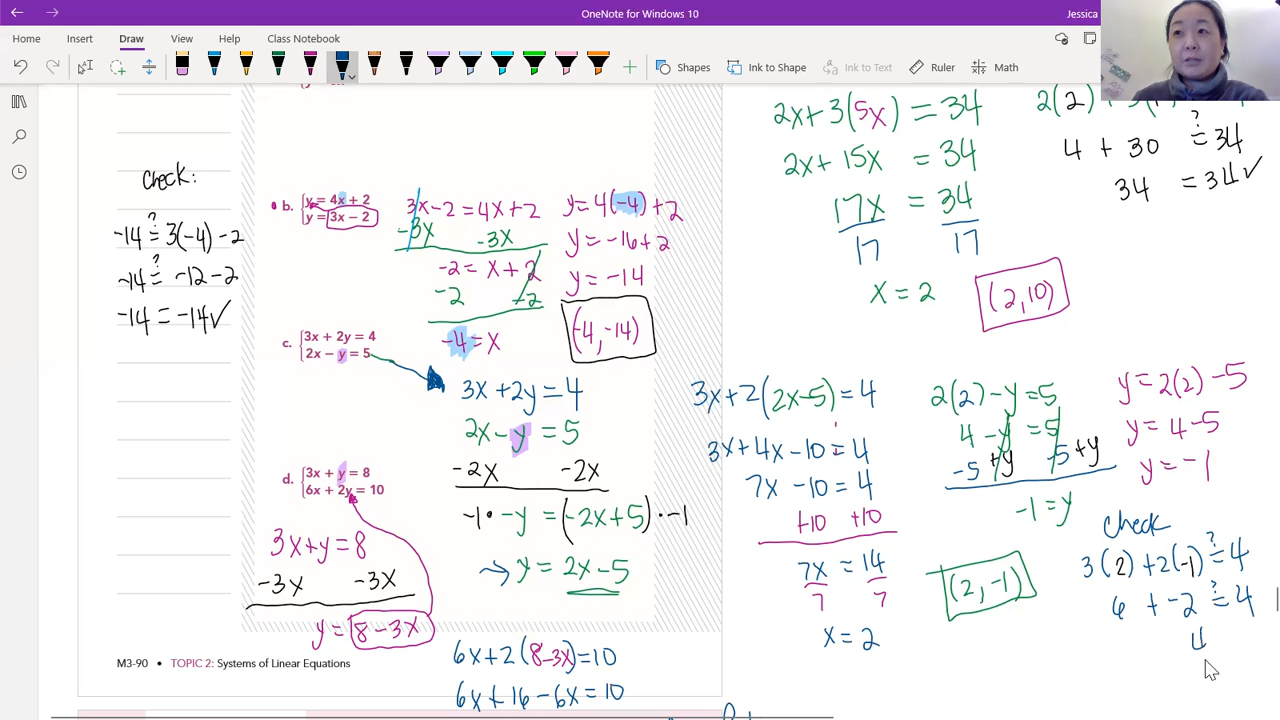 OneNote for Windows 10
Jessica
Home Insert Draw View Help Class Notebook
Shapes Ink to Shape Ink to Text Ruler Math
check:
-14 ≟ 3(-4) -2
-14 ≟ -12 -2
-14 = -14 ✓
b. y = 4x + 2
y = 3x - 2
3x-2 = 4x+2
-3x -3x
-2 = x + 2
-2 -2
-4 = x
y = 4(-4) + 2
y = -16+2
y = -14
(-4, -14)
c. 3x + 2y = 4
2x - y = 5
3x + 2y = 4
2x - y = 5
-2x -2x
-1 • -y = (-2x+5) • -1
→ y = 2x-5
d. 3x + y = 8
6x + 2y = 10
3x+y = 8
-3x -3x
y = 8-3x
6x+2(8-3x)=10
6x+16-6x=10
M3-90 • TOPIC 2: Systems of Linear Equations
2x+3(5x) = 34
2x+15x = 34
17x = 34
17 17
x = 2
(2,10)
4 + 30 ≟ 34
34 = 34 ✓
3x+2(2x-5)=4
3x+4x-10=4
7x -10 = 4
+10 +10
7x = 14
7 7
x = 2
2(2) -y = 5
4 -y = 5
-5 +y -5 +y
-1 = y
(2, -1)
y = 2(2) -5
y = 4-5
y = -1
check
3(2) +2(-1) ≟ 4
6 + -2 ≟ 4
4